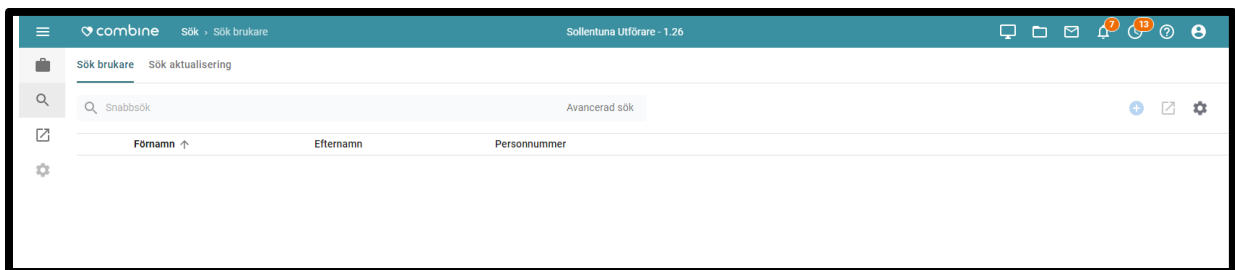 combine Sök › Sök brukare Sollentuna Utförare - 1.26 7 13
Sök brukare Sök aktualisering
Snabbsök Avancerad sök
Förnamn ↑ Efternamn Personnummer